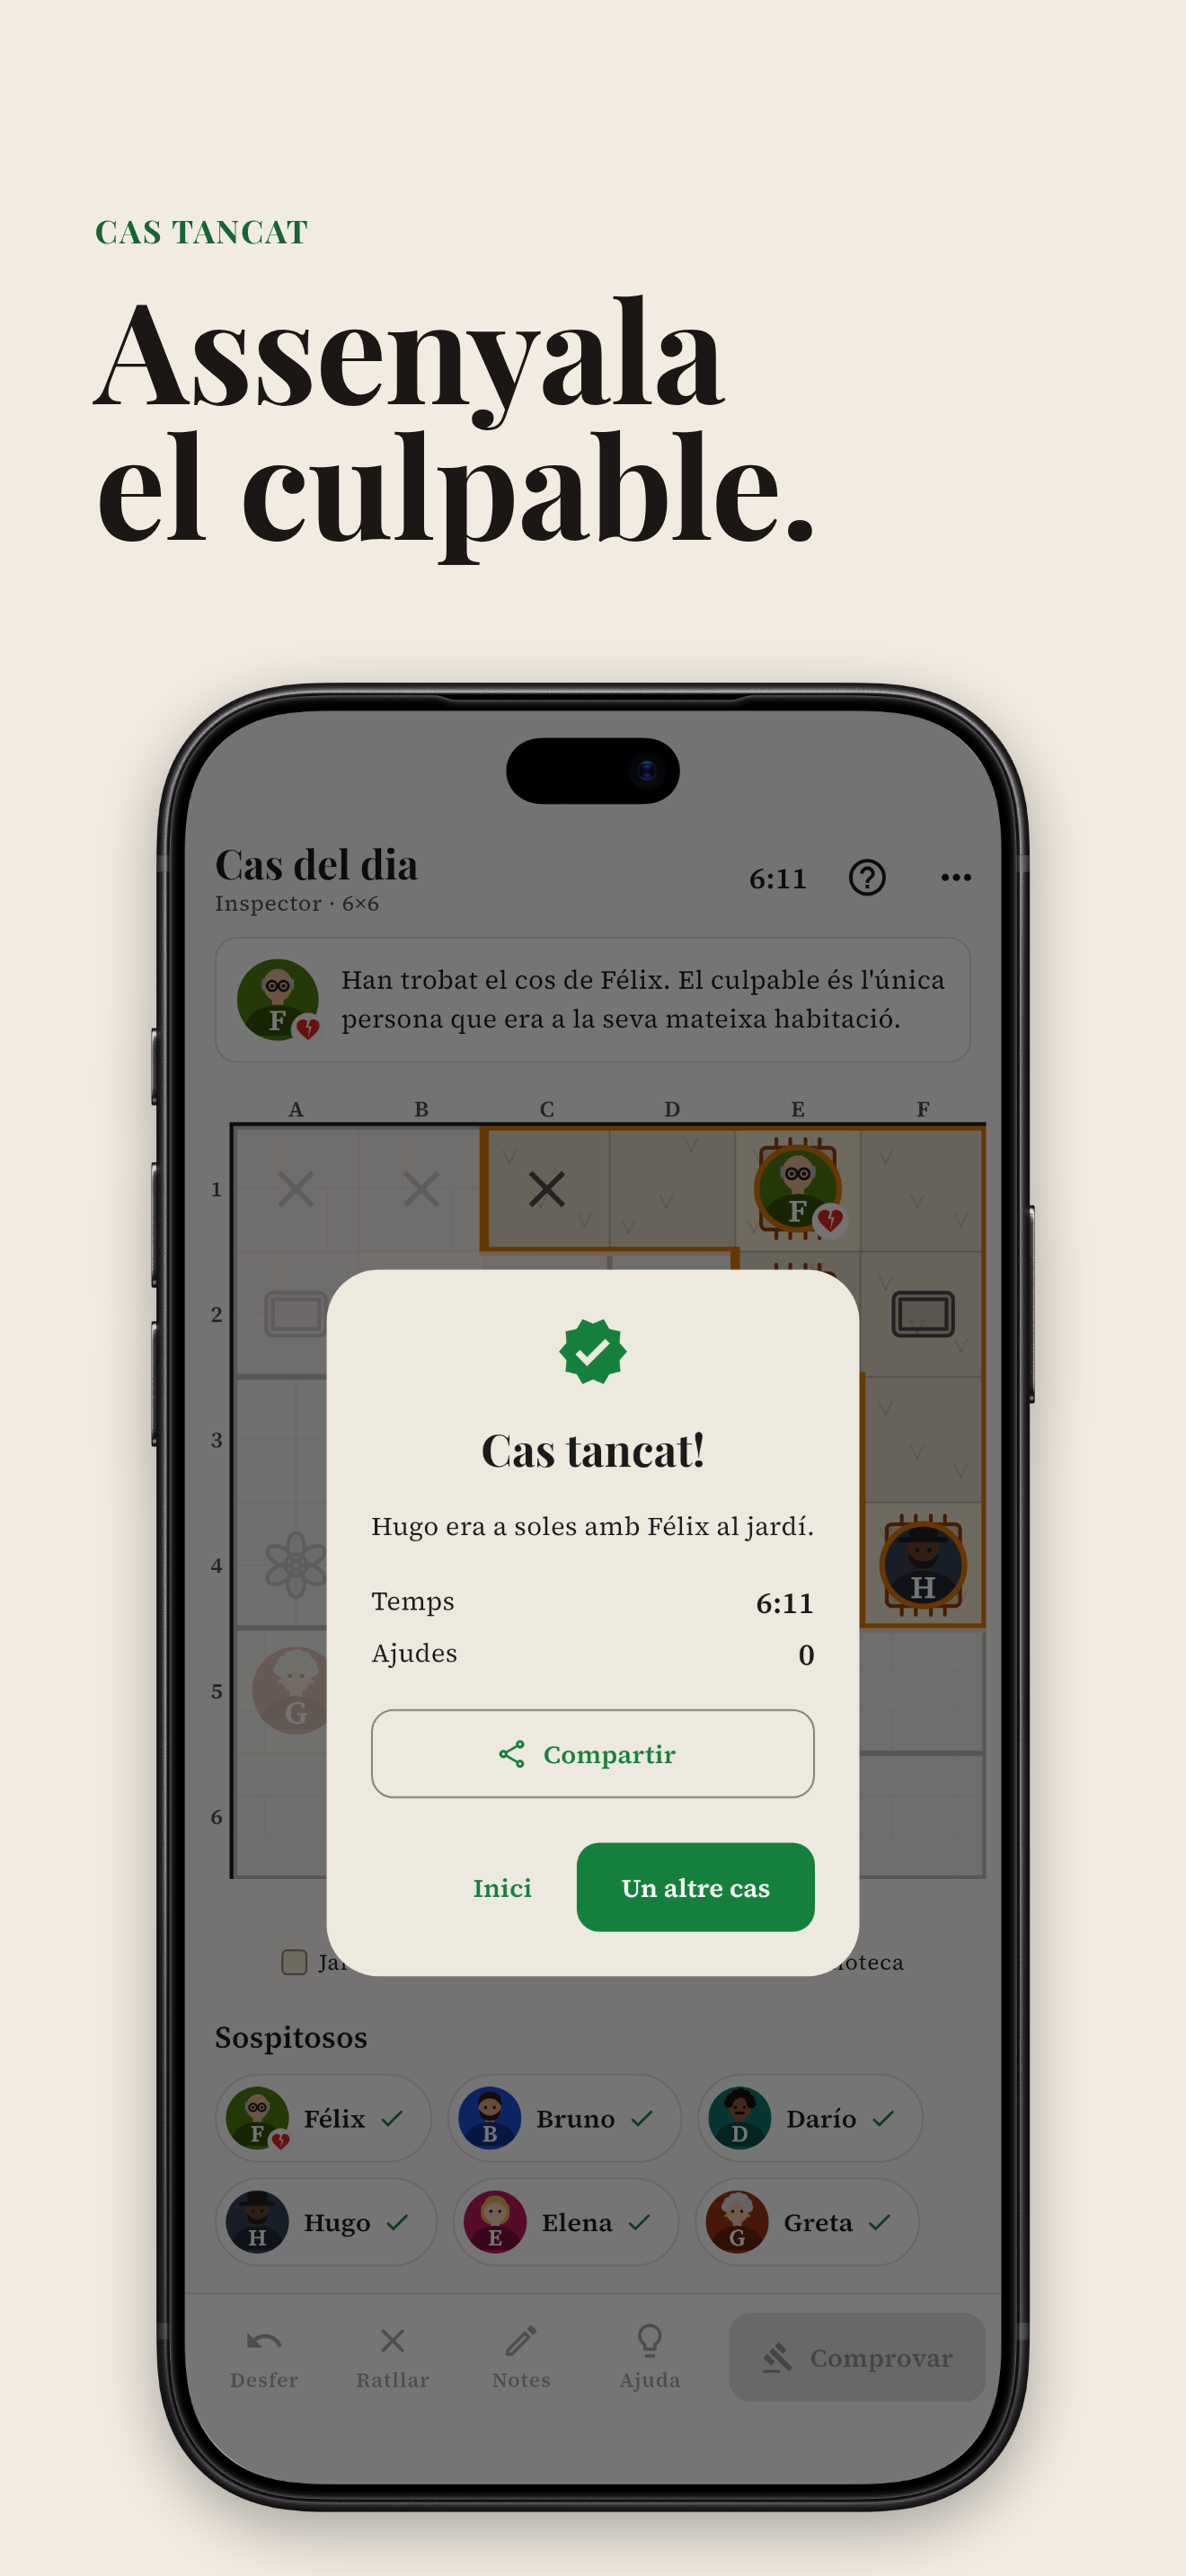 CAS TANCAT
Assenyala
el culpable.
Cas del dia
6:11
Inspector · 6×6
F
Han trobat el cos de Félix. El culpable és l'única
persona que era a la seva mateixa habitació.
A B C D E F
1
F
2
3
4
H
5
G
6
Cas tancat!
Hugo era a soles amb Félix al jardí.
Temps 6:11
Ajudes 0
Compartir
Inici
Un altre cas
Sospitosos
F Félix
B Bruno
D Darío
H Hugo
E Elena
G Greta
Desfer
Ratllar
Notes
Ajuda
Comprovar